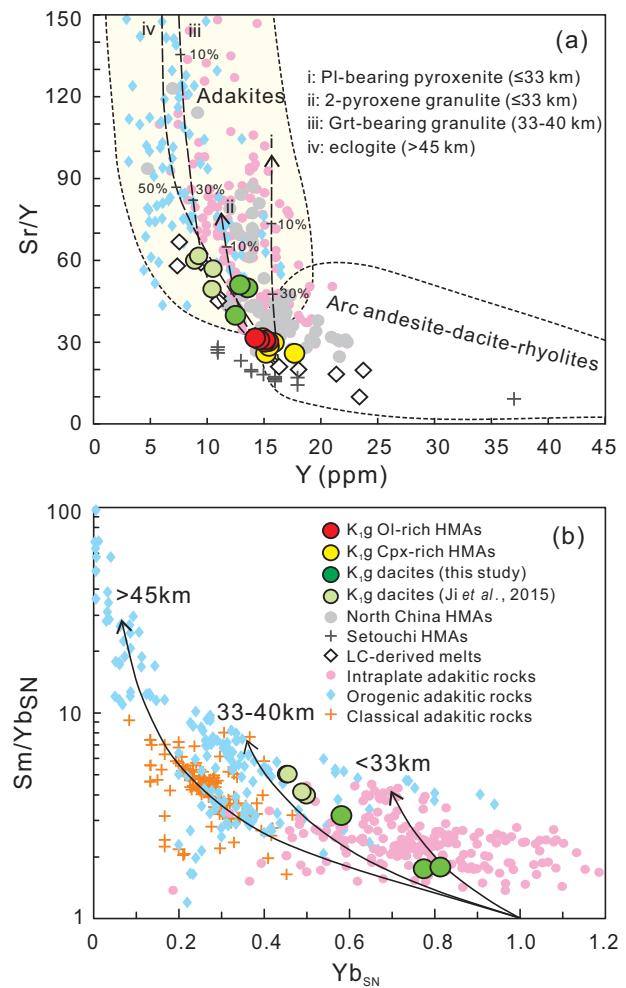 150
120
90
60
30
0
Sr/Y
iv
iii
(a)
10%
Adakites
i: Pl-bearing pyroxenite (≤33 km)
ii: 2-pyroxene granulite (≤33 km)
iii: Grt-bearing granulite (33-40 km)
iv: eclogite (>45 km)
i
50%
30%
ii
10%
10%
30%
Arc andesite-dacite-rhyolites
0 5 10 15 20 25 30 35 40 45
Y (ppm)
100
10
1
Sm/Yb_SN
(b)
K₁g Ol-rich HMAs
K₁g Cpx-rich HMAs
K₁g dacites (this study)
K₁g dacites (Ji et al., 2015)
North China HMAs
Setouchi HMAs
LC-derived melts
Intraplate adakitic rocks
Orogenic adakitic rocks
Classical adakitic rocks
>45km
33-40km
<33km
0 0.2 0.4 0.6 0.8 1.0 1.2
Yb_SN